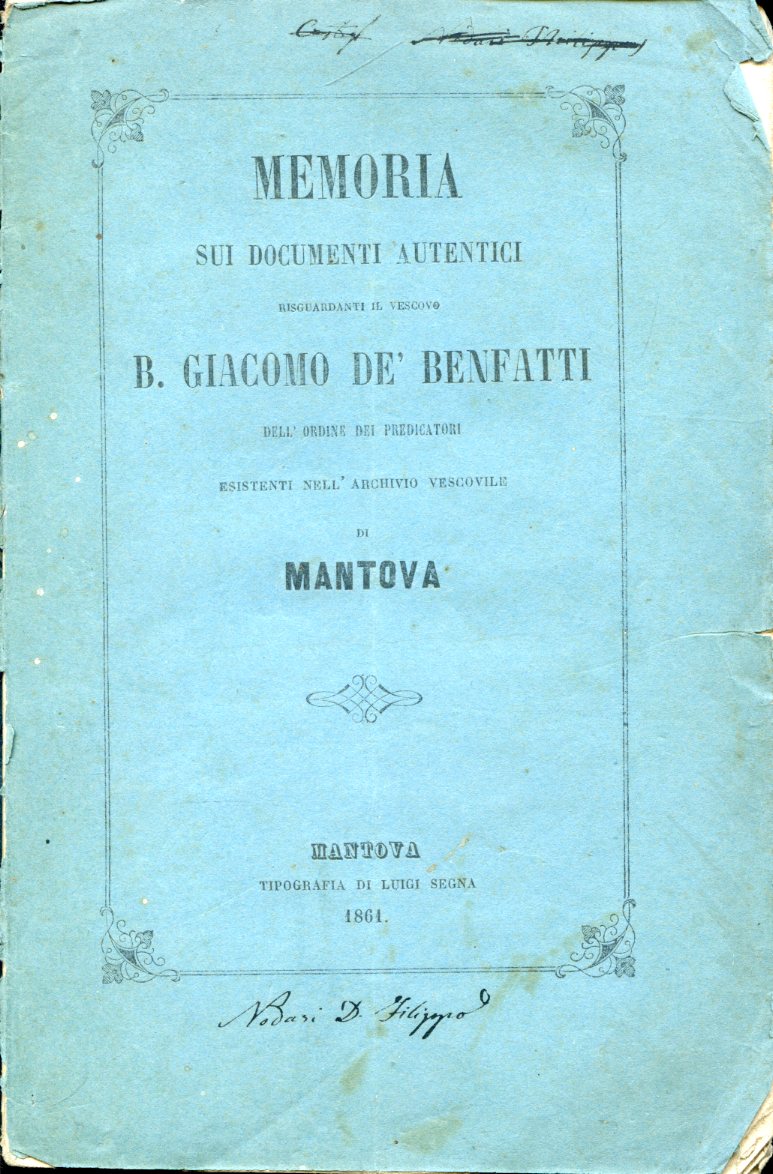 MEMORIA
SUI DOCUMENTI AUTENTICI
RISGUARDANTI IL VESCOVO
B. GIACOMO DE' BENFATTI
DELL' ORDINE DEI PREDICATORI
ESISTENTI NELL' ARCHIVIO VESCOVILE
DI
MANTOVA
MANTOVA
TIPOGRAFIA DI LUIGI SEGNA
1861.
Nodari D. Filippo